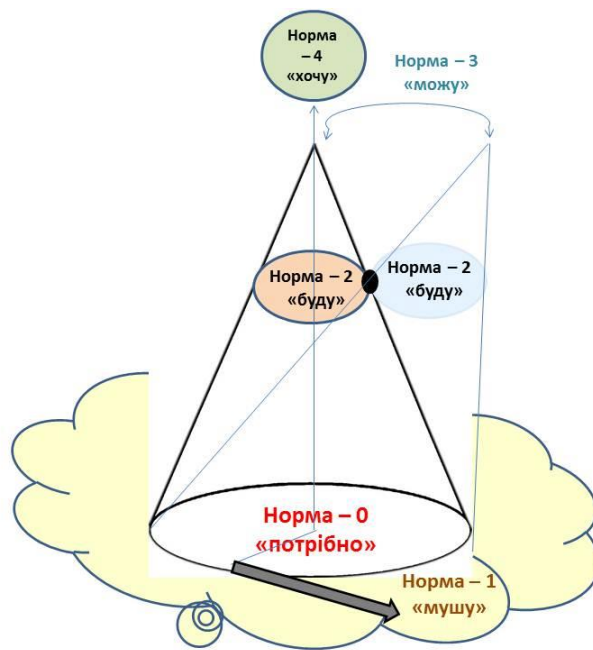 Норма
– 4
«хочу»
Норма – 3
«можу»
Норма – 2
«буду»
Норма – 2
«буду»
Норма – 0
«потрібно»
Норма – 1
«мушу»